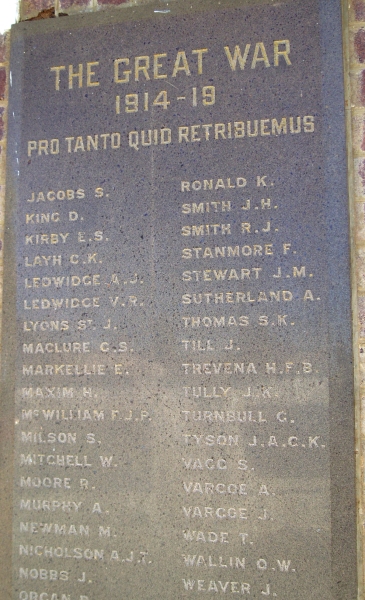 THE GREAT WAR
1914-19
PRO TANTO QUID RETRIBUEMUS
JACOBS S.
KING D.
KIRBY E.S.
LAYH C.K.
LEDWIDGE A.J.
LEDWIDGE V.R.
LYONS ST. J.
MACLURE C.S.
MARKELLIE E.
MAXIM H.
McWILLIAM F.J.P.
MILSON S.
MITCHELL W.
MOORE R.
MURPHY A.
NEWMAN M.
NICHOLSON A.J.T.
NOBBS J.
ORGAN
RONALD K.
SMITH J.H.
SMITH R.J.
STANMORE F.
STEWART J.M.
SUTHERLAND A.
THOMAS S.K.
TILL J.
TREVENA H.F.B.
TULLY J.K.
TURNBULL G.
TYSON J.A.C.K.
VAGG S.
VARCOE A.
VARCOE J.
WADE T.
WALLIN O.W.
WEAVER J.